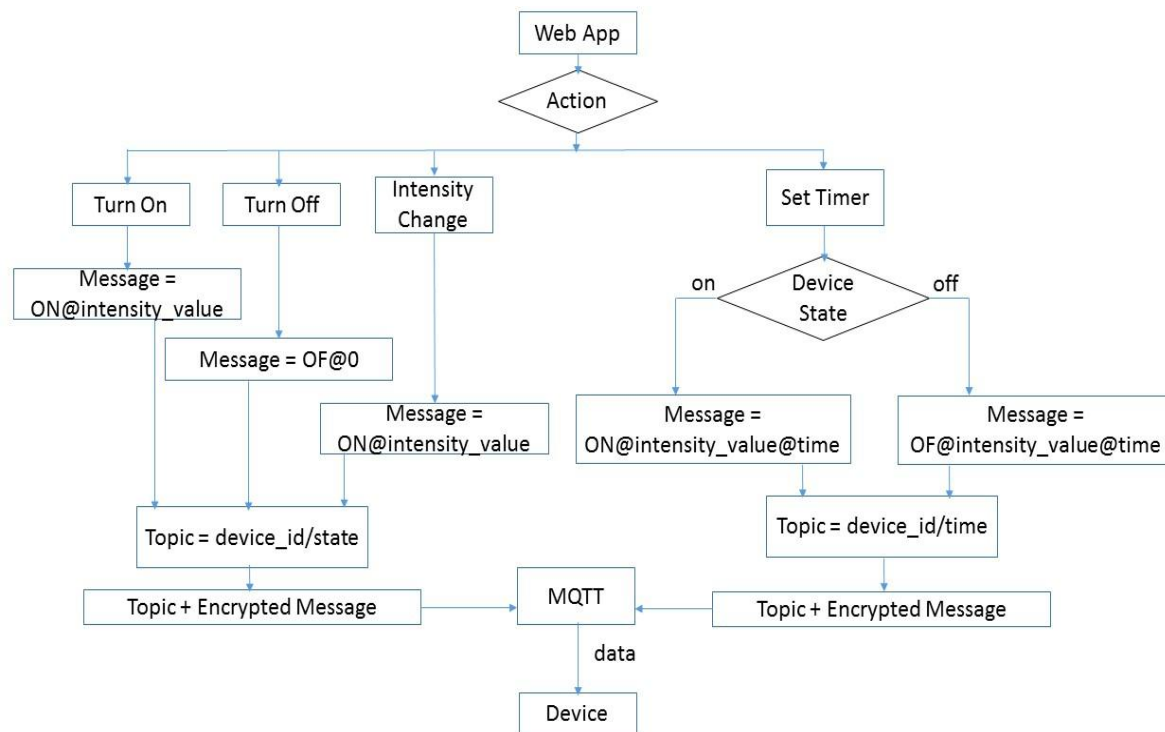 Web App
Action
Turn On
Turn Off
Intensity
Change
Set Timer
Message =
ON@intensity_value
on
Device
State
off
Message = OF@0
Message =
ON@intensity_value
Message =
ON@intensity_value@time
Message =
OF@intensity_value@time
Topic = device_id/state
Topic = device_id/time
Topic + Encrypted Message
MQTT
Topic + Encrypted Message
data
Device